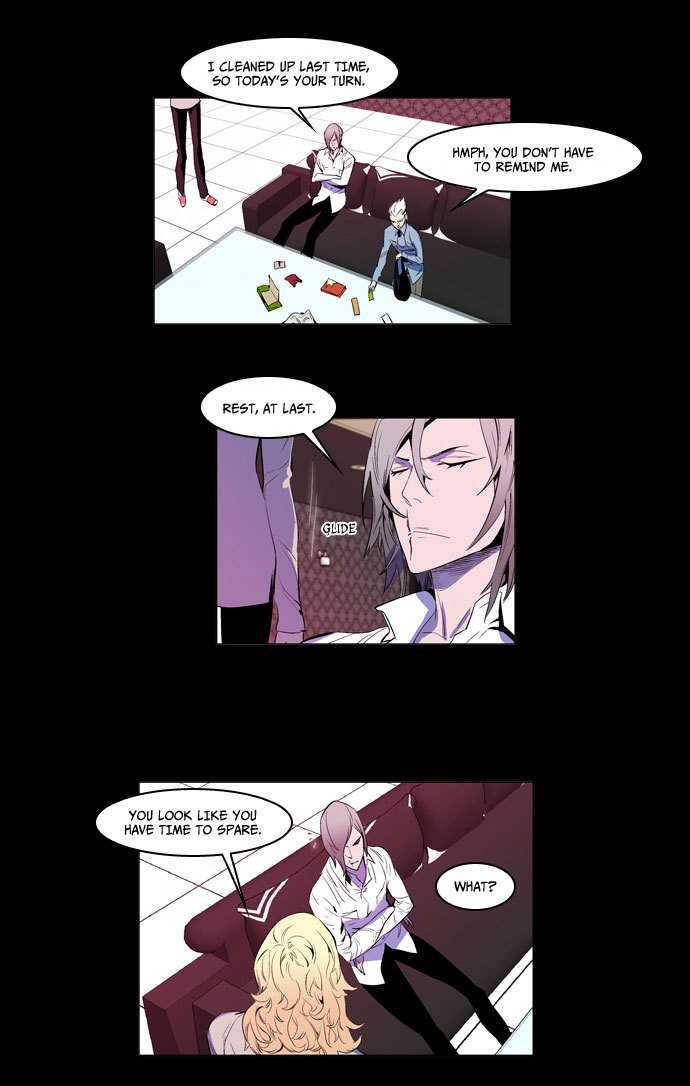 I CLEANED UP LAST TIME,
SO TODAY'S YOUR TURN.
HMPH, YOU DON'T HAVE
TO REMIND ME.
REST, AT LAST.
GLIDE
YOU LOOK LIKE YOU
HAVE TIME TO SPARE.
WHAT?